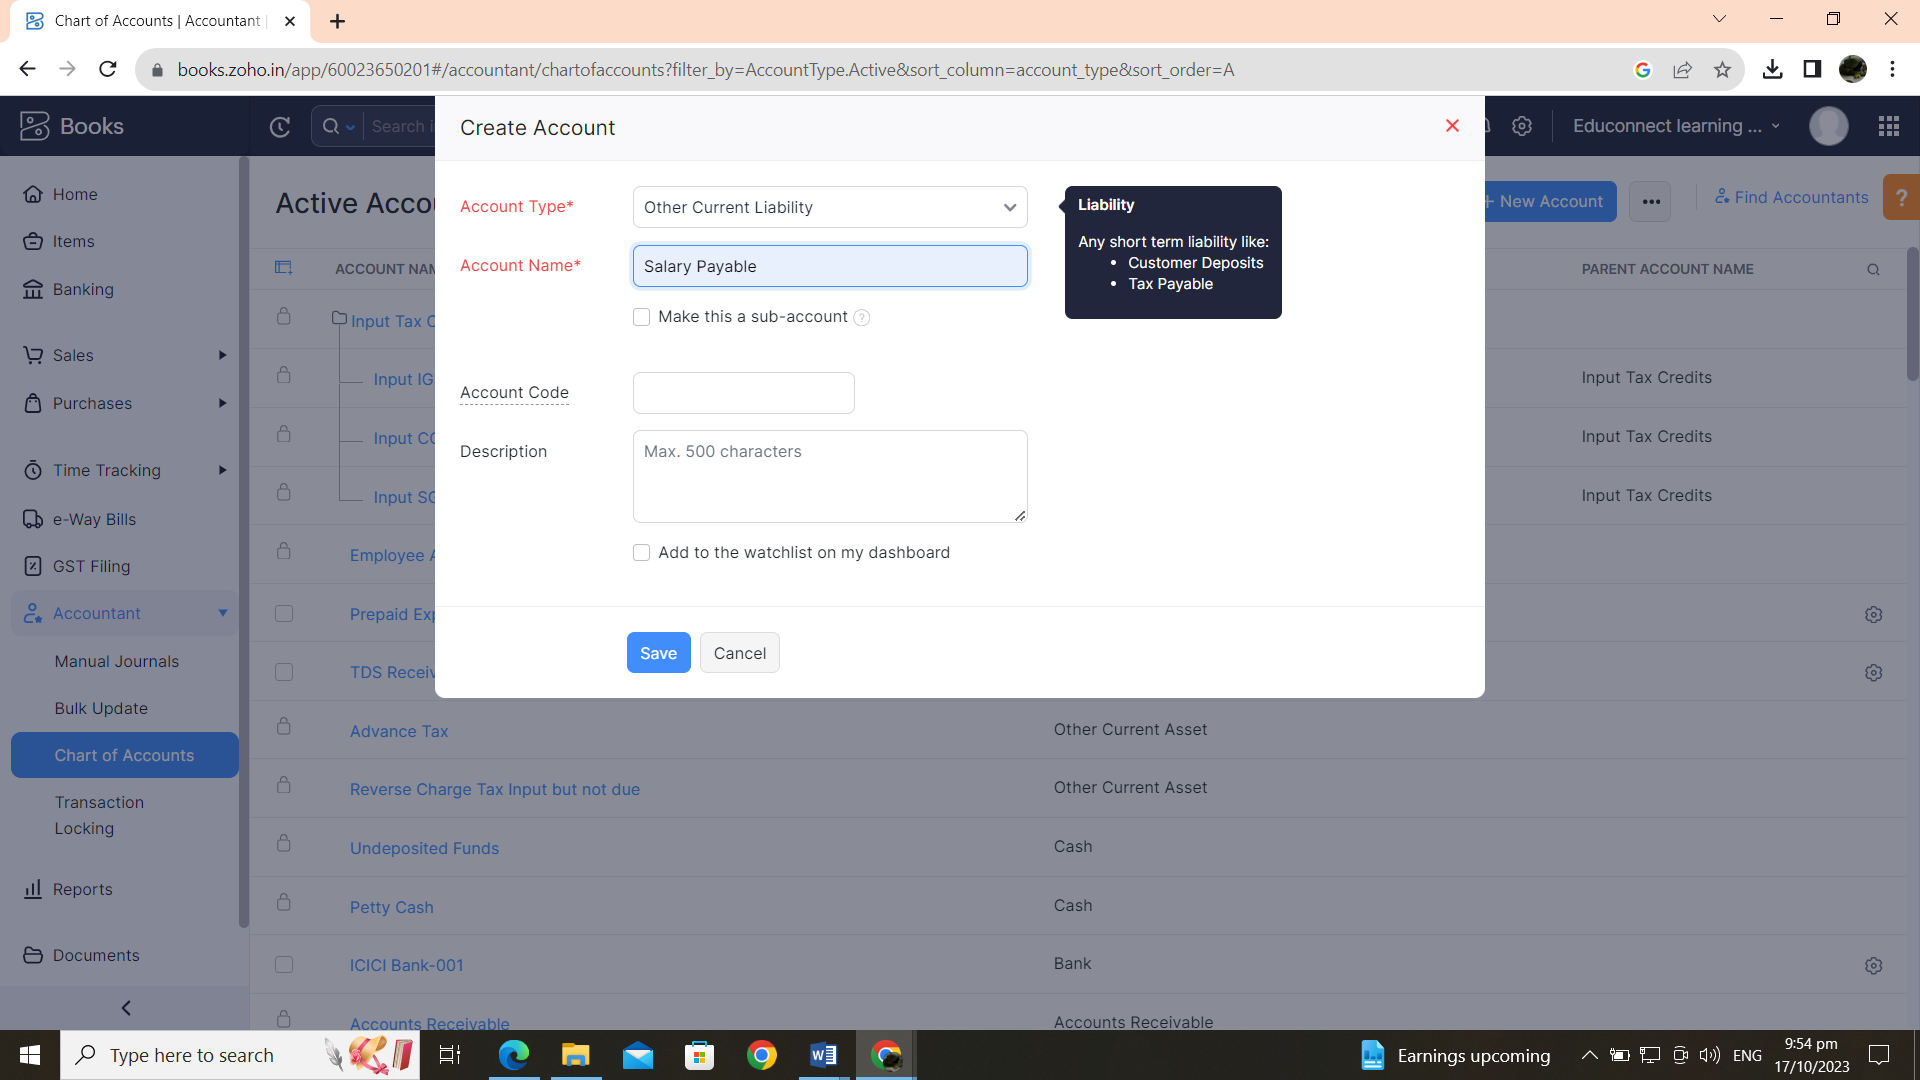 Chart of Accounts | Accountant |
books.zoho.in/app/60023650201#/accountant/chartofaccounts?filter_by=AccountType.Active&sort_column=account_type&sort_order=A
Books
Search i
Educonnect learning ...
Create Account
Home
Items
Banking
Sales
Purchases
Time Tracking
e-Way Bills
GST Filing
Accountant
Manual Journals
Bulk Update
Chart of Accounts
Transaction
Locking
Reports
Documents
Active Acco
+ New Account
Find Accountants
?
ACCOUNT NAM
PARENT ACCOUNT NAME
Account Type*
Other Current Liability
Account Name*
Salary Payable
Make this a sub-account ?
Account Code
Description
Max. 500 characters
Add to the watchlist on my dashboard
Save
Cancel
Liability
Any short term liability like:
• Customer Deposits
• Tax Payable
Input Tax C
Input IG
Input Tax Credits
Input CG
Input Tax Credits
Input SG
Input Tax Credits
Employee A
Prepaid Exp
TDS Receiv
Advance Tax
Other Current Asset
Reverse Charge Tax Input but not due
Other Current Asset
Undeposited Funds
Cash
Petty Cash
Cash
ICICI Bank-001
Bank
Accounts Receivable
Accounts Receivable
Type here to search
Earnings upcoming
ENG
9:54 pm
17/10/2023